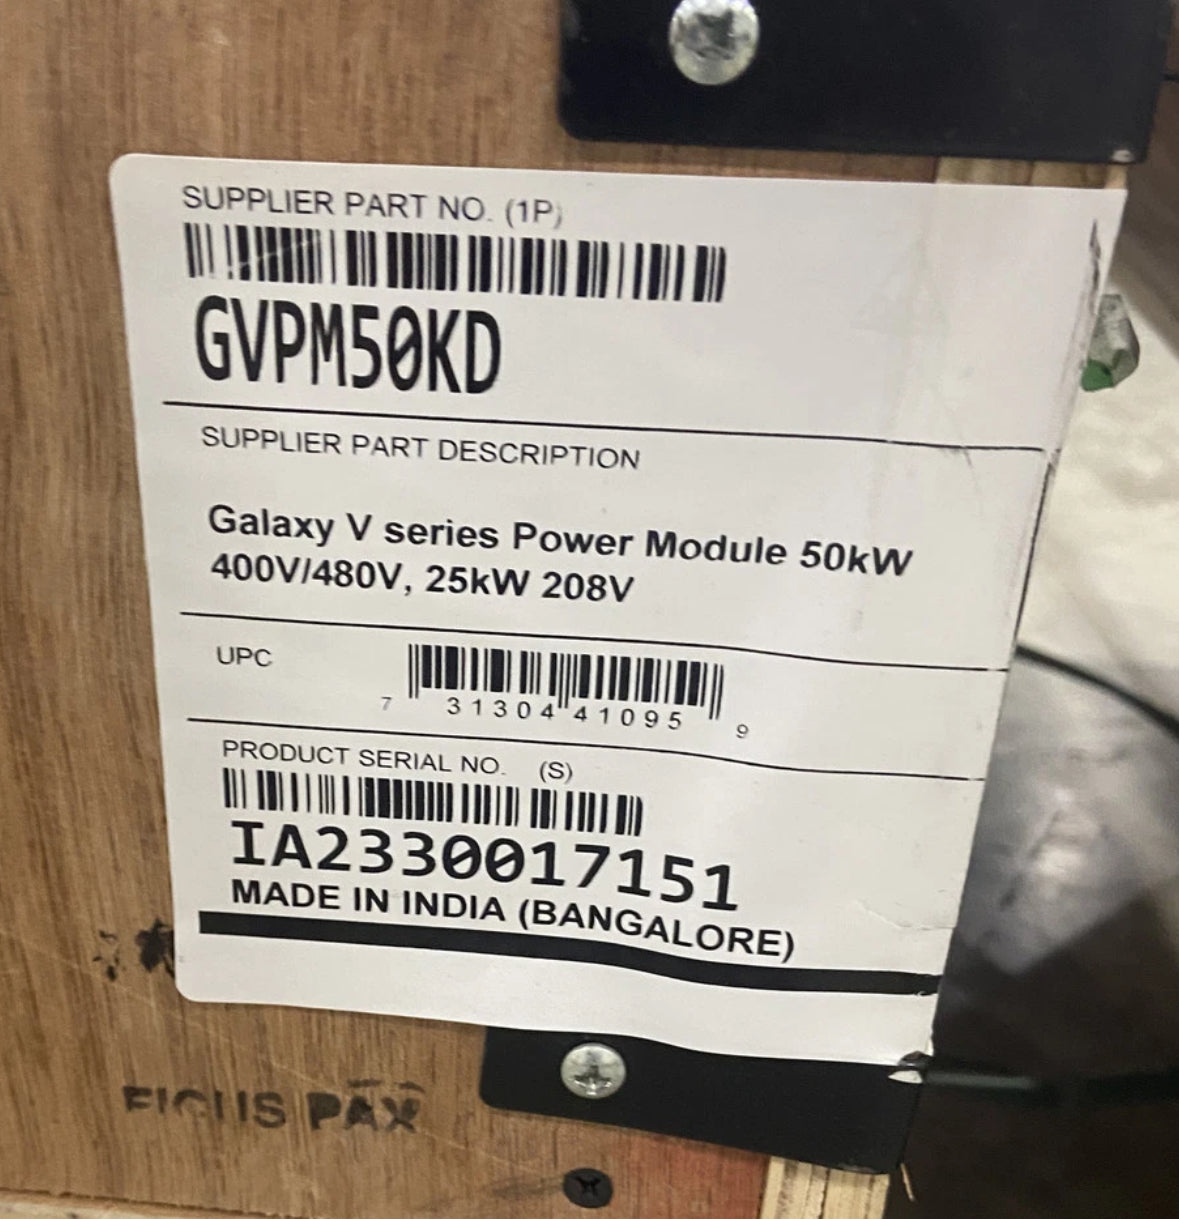 SUPPLIER PART NO. (1P)
GVPM50KD
SUPPLIER PART DESCRIPTION
Galaxy V series Power Module 50kW
400V/480V, 25kW 208V
UPC
7 31304 41095 9
PRODUCT SERIAL NO. (S)
IA2330017151
MADE IN INDIA (BANGALORE)
FICUS PAX